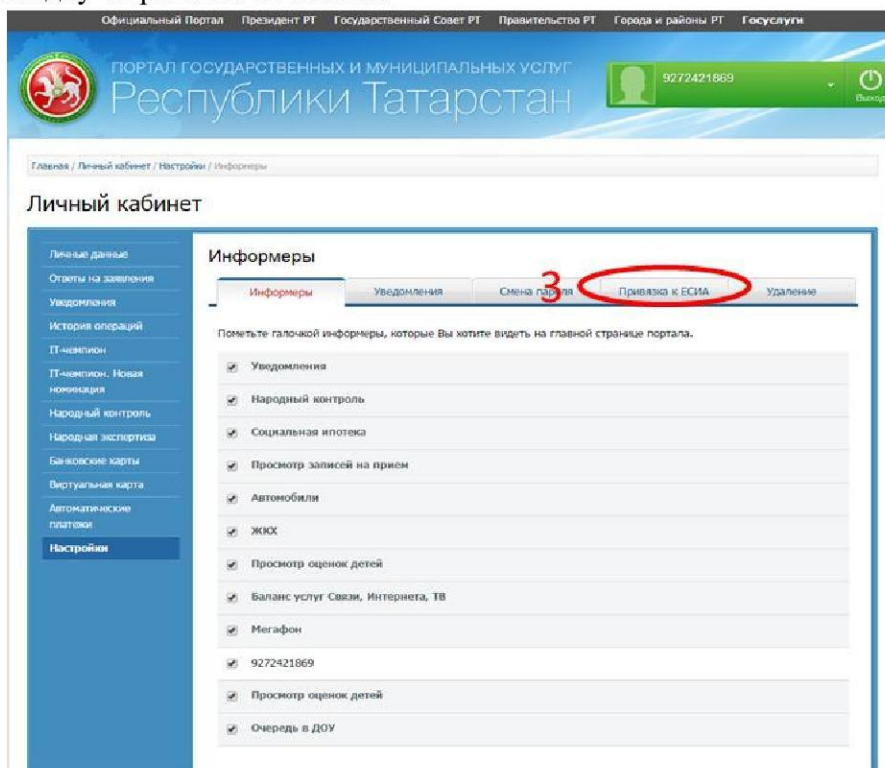 Официальный Портал Президент РТ Государственный Совет РТ Правительство РТ Города и районы РТ Госуслуги
ПОРТАЛ ГОСУДАРСТВЕННЫХ И МУНИЦИПАЛЬНЫХ УСЛУГ
Республики Татарстан
9272421869
Выход
Главная / Личный кабинет / Настройки / Информеры
Личный кабинет
Личные данные
Ответы на заявления
Уведомления
История операций
IT-чемпион
IT-чемпион. Новая
номинация
Народный контроль
Народная экспертиза
Банковские карты
Виртуальная карта
Автоматические
платежи
Настройки
Информеры
Информеры Уведомления Смена пароля Привязка к ЕСИА Удаление
3
Пометьте галочкой информеры, которые Вы хотите видеть на главной странице портала.
Уведомления
Народный контроль
Социальная ипотека
Просмотр записей на прием
Автомобили
ЖКХ
Просмотр оценок детей
Баланс услуг Связи, Интернета, ТВ
Мегафон
9272421869
Просмотр оценок детей
Очередь в ДОУ